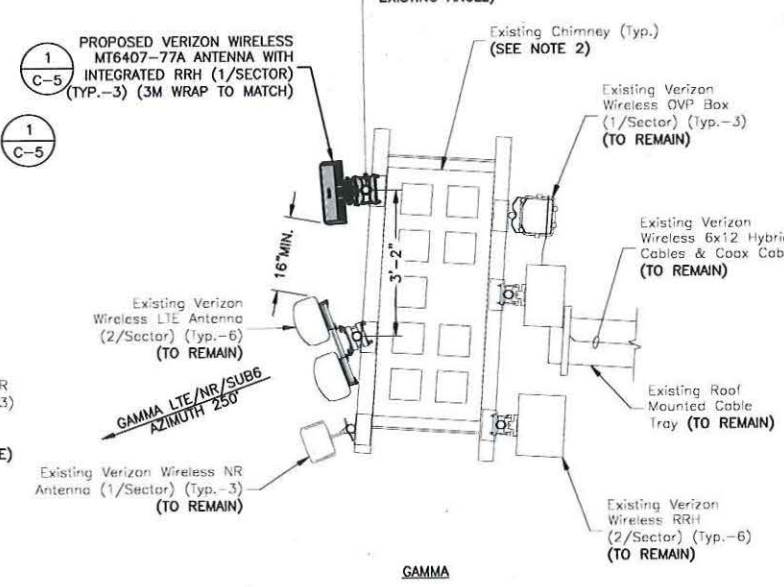 EXISTING ANGLE)
PROPOSED VERIZON WIRELESS
MT6407-77A ANTENNA WITH
INTEGRATED RRH (1/SECTOR)
(TYP.-3) (3M WRAP TO MATCH)
1
C-5
1
C-5
Existing Chimney (Typ.)
(SEE NOTE 2)
Existing Verizon
Wireless OVP Box
(1/Sector) (Typ.-3)
(TO REMAIN)
16"MIN.
3'-2"
Existing Verizon
Wireless 6x12 Hybrid
Cables & Coax Cab
(TO REMAIN)
Existing Verizon
Wireless LTE Antenna
(2/Sector) (Typ.-6)
(TO REMAIN)
R
3)
GAMMA LTE/NR/SUB6
AZIMUTH 250°
Existing Roof
Mounted Cable
Tray (TO REMAIN)
E)
Existing Verizon Wireless NR
Antenna (1/Sector) (Typ.-3)
(TO REMAIN)
Existing Verizon
Wireless RRH
(2/Sector) (Typ.-6)
(TO REMAIN)
GAMMA